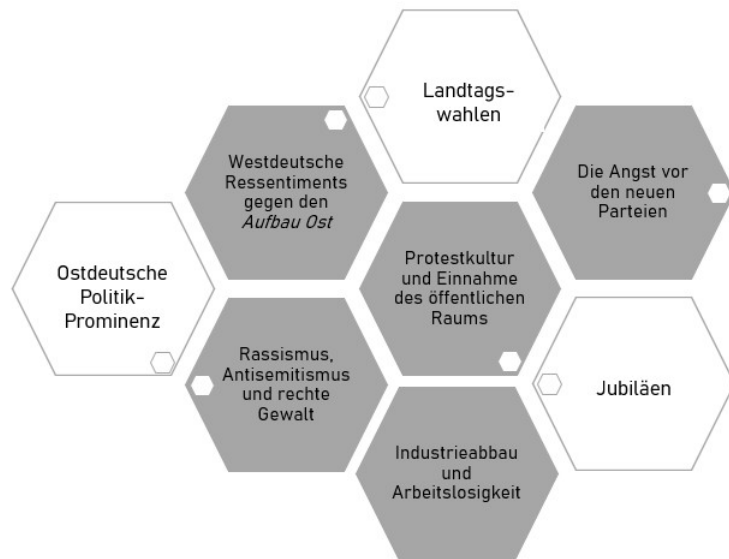 Landtags-
wahlen
Westdeutsche
Ressentiments
gegen den
Aufbau Ost
Die Angst vor
den neuen
Parteien
Ostdeutsche
Politik-
Prominenz
Protestkultur
und Einnahme
des öffentlichen
Raums
Rassismus,
Antisemitismus
und rechte
Gewalt
Jubiläen
Industrieabbau
und
Arbeitslosigkeit